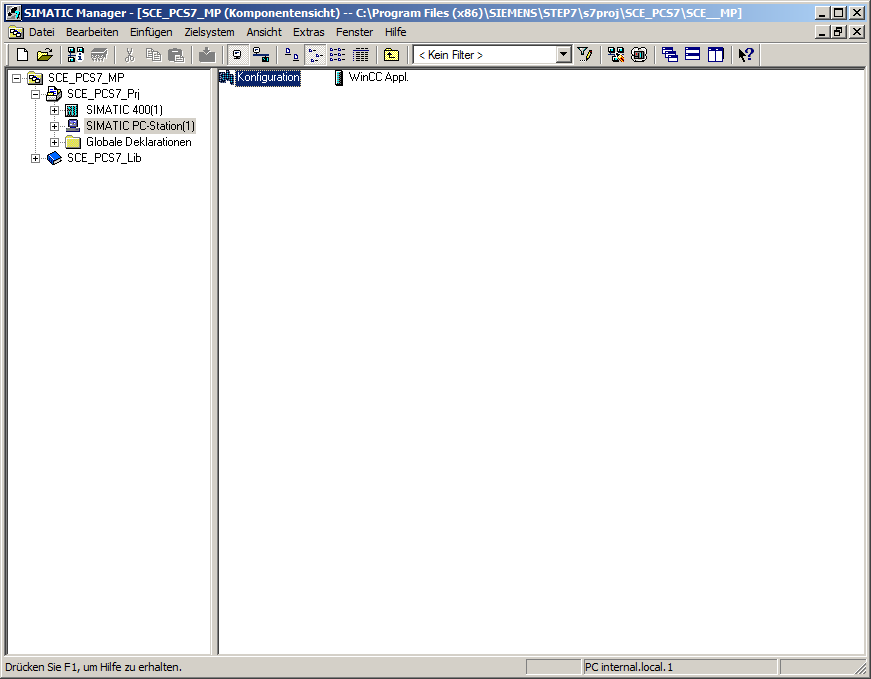 SIMATIC Manager - [SCE_PCS7_MP (Komponentensicht) -- C:\Program Files (x86)\SIEMENS\STEP7\s7proj\SCE_PCS7\SCE__MP]
Datei Bearbeiten Einfügen Zielsystem Ansicht Extras Fenster Hilfe
< Kein Filter >
SCE_PCS7_MP
SCE_PCS7_Prj
SIMATIC 400(1)
SIMATIC PC-Station(1)
Globale Deklarationen
SCE_PCS7_Lib
Konfiguration WinCC Appl.
Drücken Sie F1, um Hilfe zu erhalten. PC internal.local.1